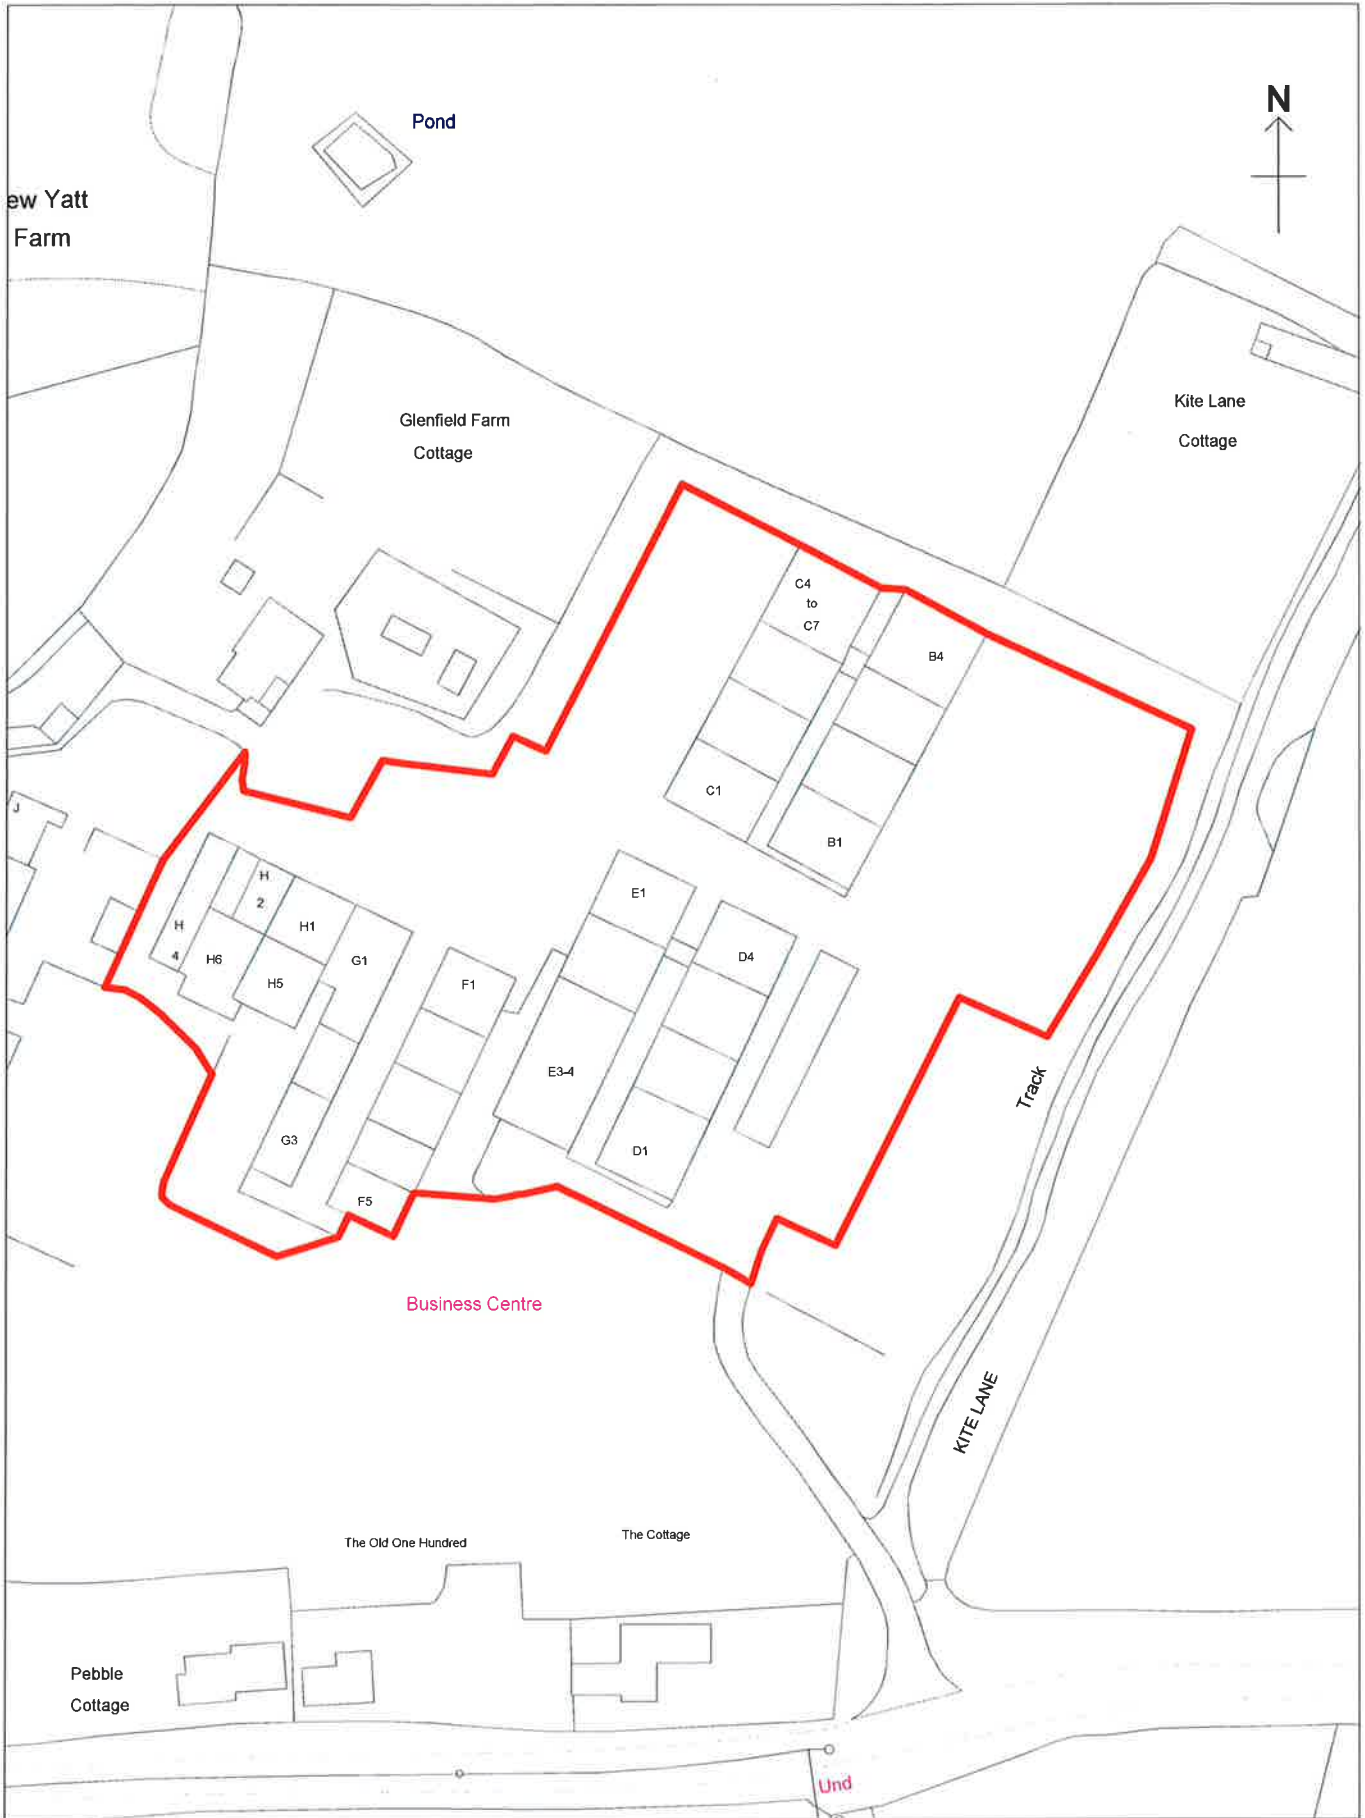 N
Pond
ew Yatt
Farm
Kite Lane
Cottage
Glenfield Farm
Cottage
C4
to
C7
B4
C1
B1
J
H
2
E1
H
4
H6
H1
G1
D4
H5
F1
E3-4
Track
G3
D1
F5
Business Centre
KITE LANE
The Old One Hundred
The Cottage
Pebble
Cottage
Und